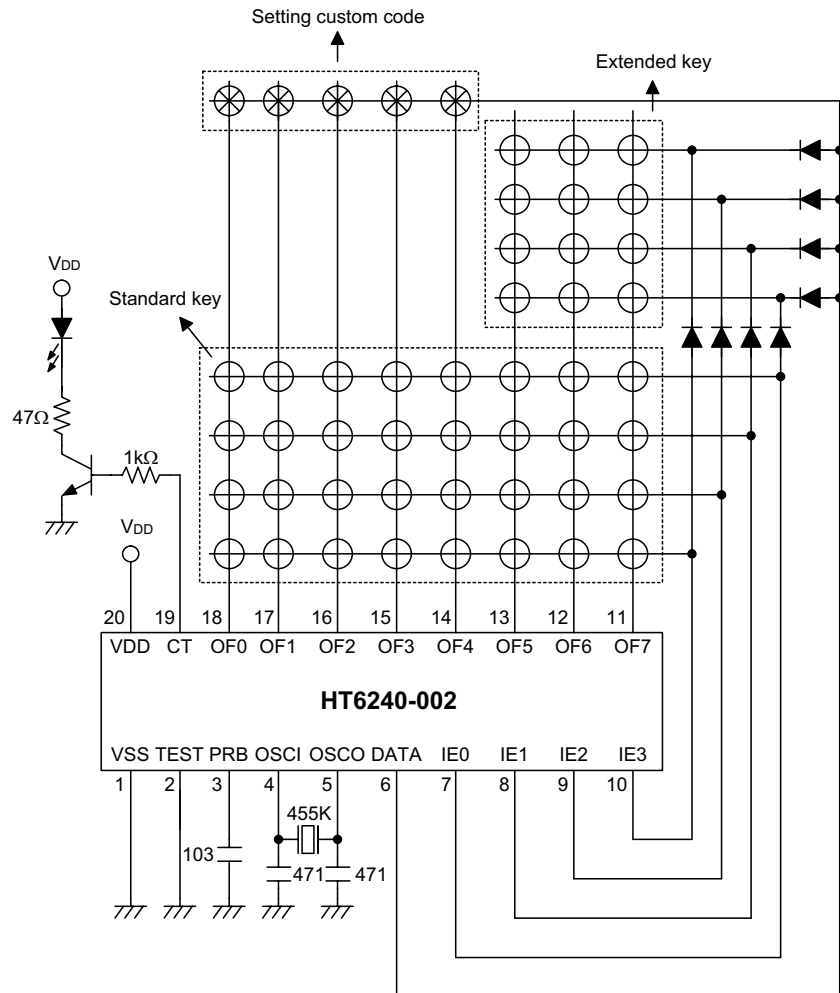 Setting custom code
Extended key
VDD
Standard key
47Ω
1kΩ
VDD
20 19 18 17 16 15 14 13 12 11
VDD CT OF0 OF1 OF2 OF3 OF4 OF5 OF6 OF7
HT6240-002
VSS TEST PRB OSCI OSCO DATA IE0 IE1 IE2 IE3
1 2 3 4 5 6 7 8 9 10
455K
103
471 471